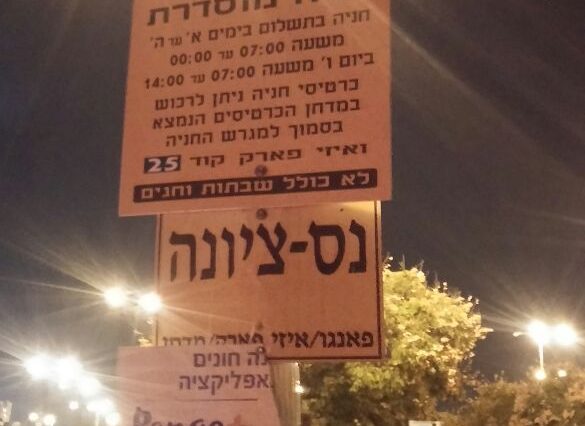 חניה בתשלום בימים א' עד ה'
משעה 07:00 עד 00:00
ביום ו' משעה 07:00 עד 14:00
כרטיסי חניה ניתן לרכוש
במדחן הכרטיסים הנמצא
בסמוך למגרש החניה
ואיזי פארק קוד 25
לא כולל שבתות וחגים
נס-ציונה
פאנגו/איזי פארק/מדחן
חונים
אפליקציה